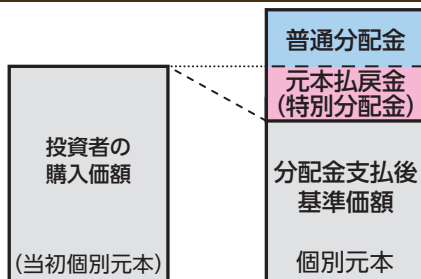 普通分配金
元本払戻金
(特別分配金)
投資者の
購入価額
(当初個別元本)
分配金支払後
基準価額
個別元本